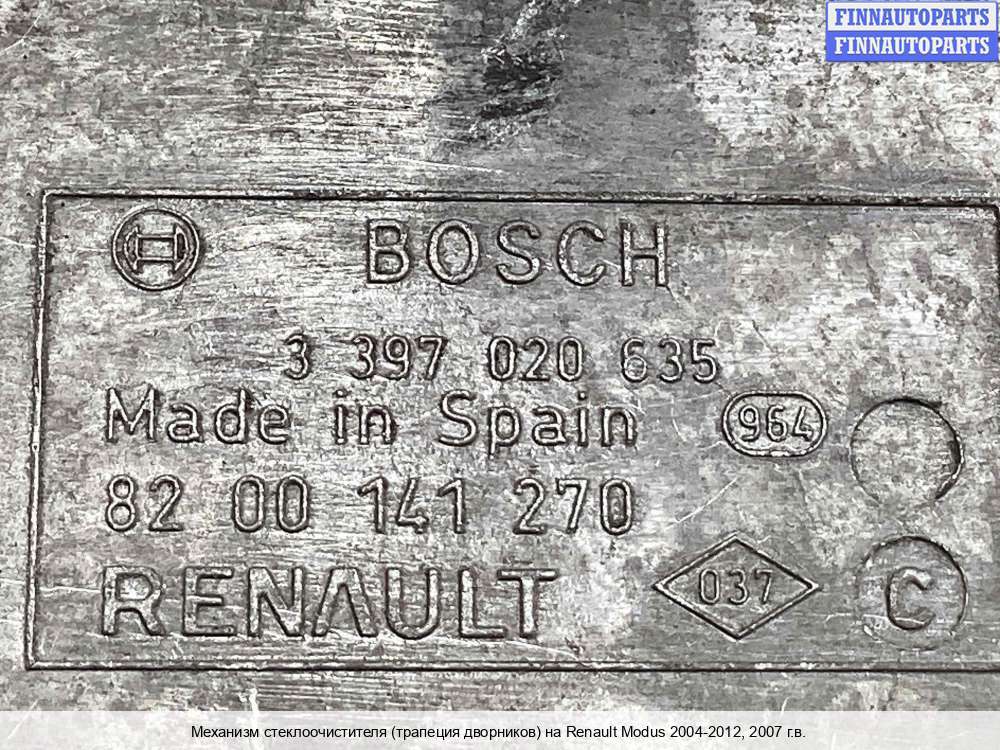 FINNAUTOPARTS
FINNAUTOPARTS
BOSCH
3 397 020 635
Made in Spain 964
82 00 141 270
RENAULT 037 C
Механизм стеклоочистителя (трапеция дворников) на Renault Modus 2004-2012, 2007 г.в.